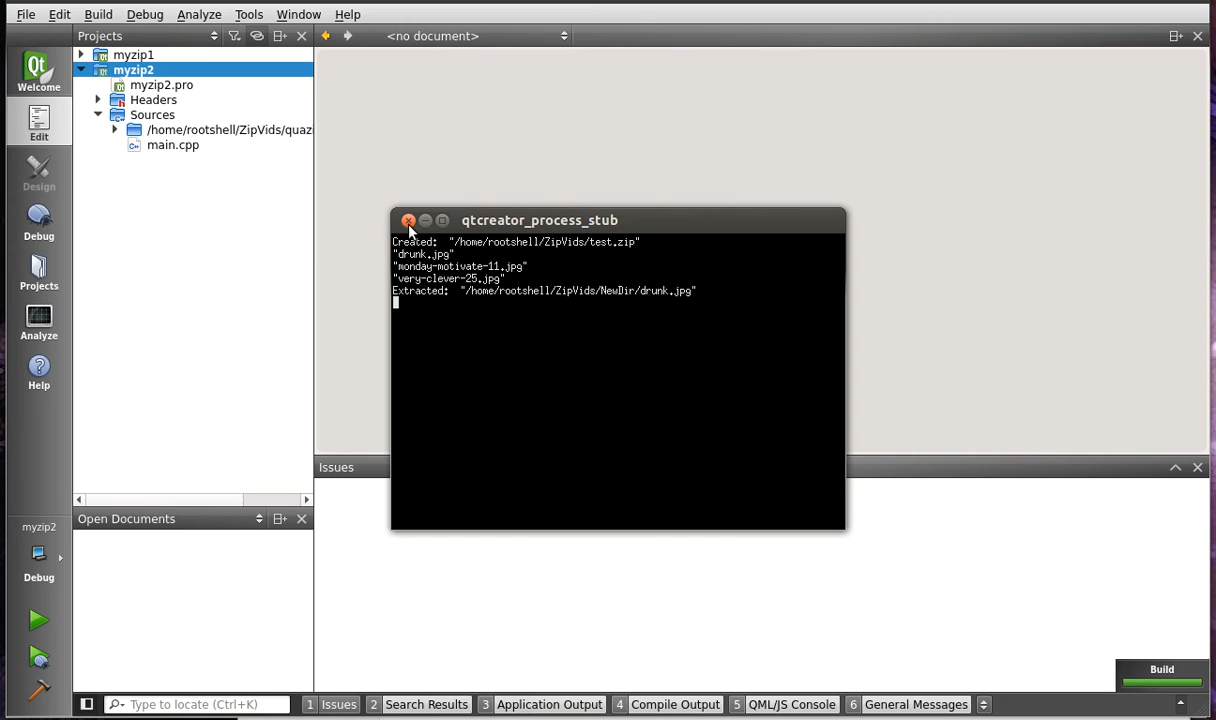 File Edit Build Debug Analyze Tools Window Help
Projects
<no document>
Welcome
Edit
Design
Debug
Projects
Analyze
Help
myzip1
myzip2
myzip2.pro
Headers
Sources
/home/rootshell/ZipVids/quaz
main.cpp
qtcreator_process_stub
Created: "/home/rootshell/ZipVids/test.zip"
"drunk.jpg"
"monday-motivate-11.jpg"
"very-clever-25.jpg"
Extracted: "/home/rootshell/ZipVids/NewDir/drunk.jpg"
Issues
Open Documents
myzip2
Debug
Build
Type to locate (Ctrl+K)
1 Issues 2 Search Results 3 Application Output 4 Compile Output 5 QML/JS Console 6 General Messages